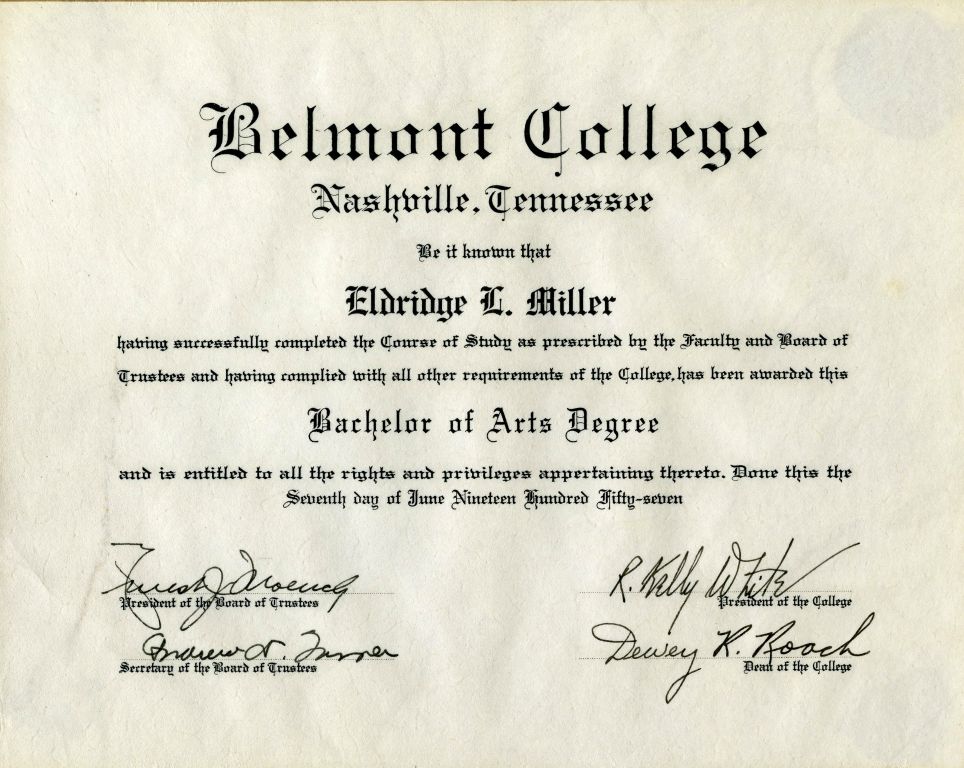 Belmont College
Nashville, Tennessee
Be it known that
Eldridge L. Miller
having successfully completed the Course of Study as prescribed by the Faculty and Board of
Trustees and having complied with all other requirements of the College, has been awarded this
Bachelor of Arts Degree
and is entitled to all the rights and privileges appertaining thereto. Done this the
Seventh day of June Nineteen Hundred Fifty-seven
R. Kelly White
President of the Board of Trustees
President of the College
Andrew
Dewey R. Roach
Secretary of the Board of Trustees
Dean of the College